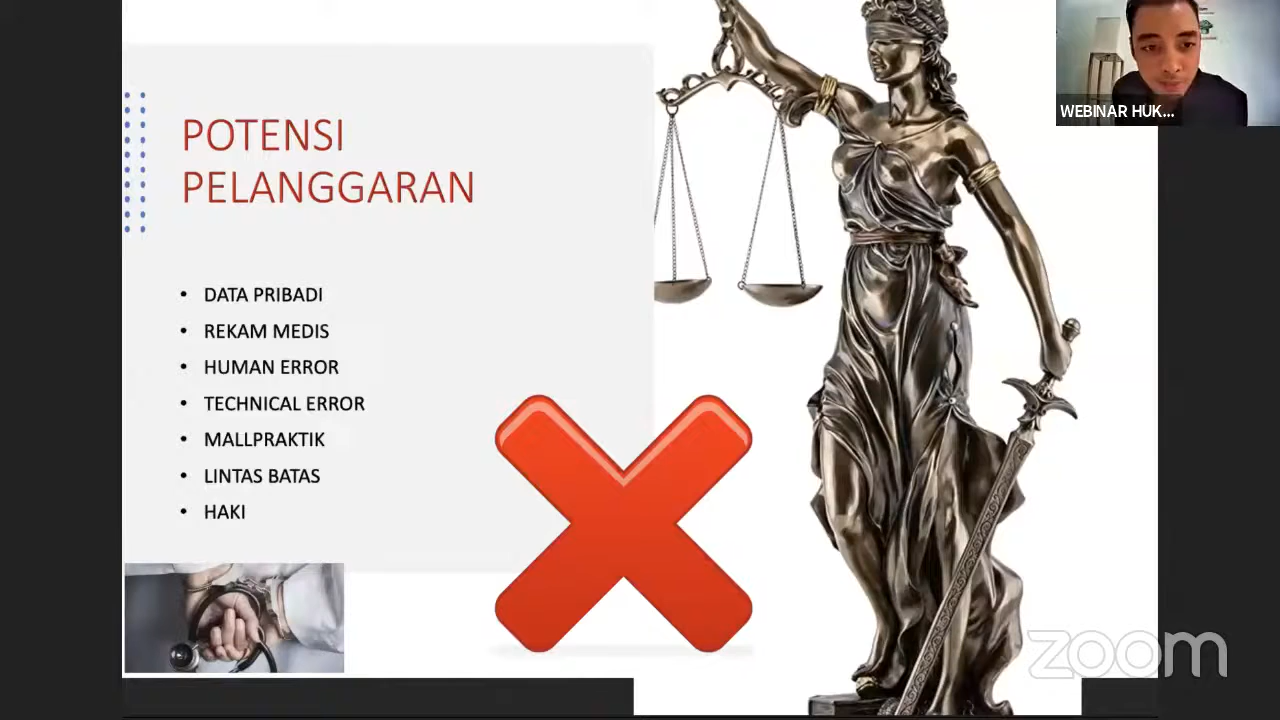 POTENSI
PELANGGARAN
• DATA PRIBADI
• REKAM MEDIS
• HUMAN ERROR
• TECHNICAL ERROR
• MALLPRAKTIK
• LINTAS BATAS
• HAKI
WEBINAR HUK...
zoom